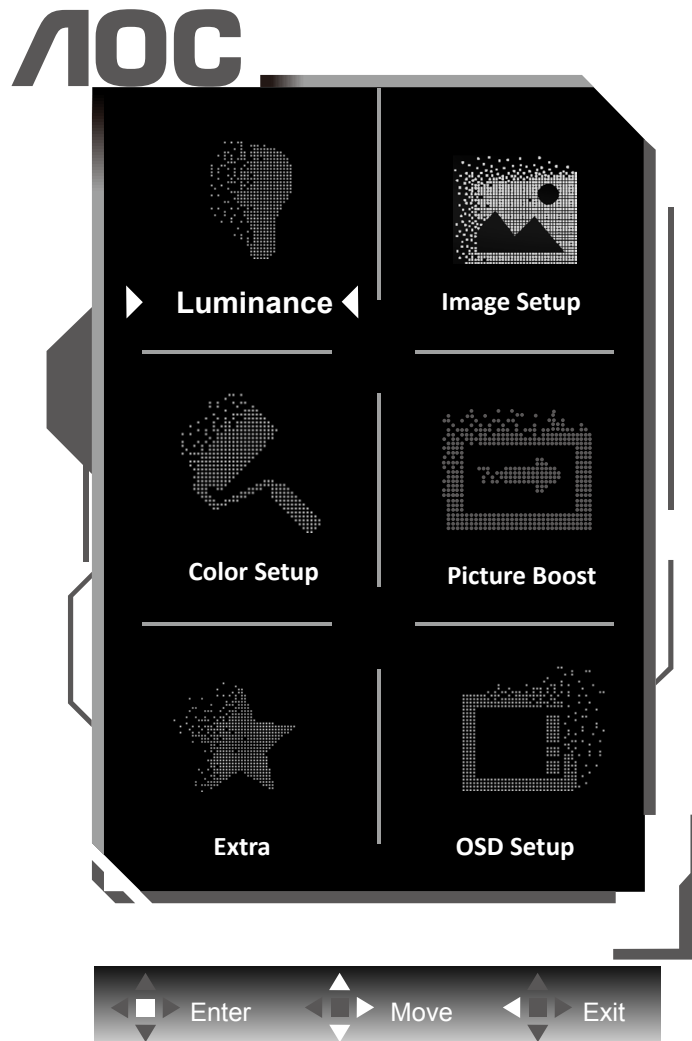 AOC
Luminance
Image Setup
Color Setup
Picture Boost
Extra
OSD Setup
Enter
Move
Exit